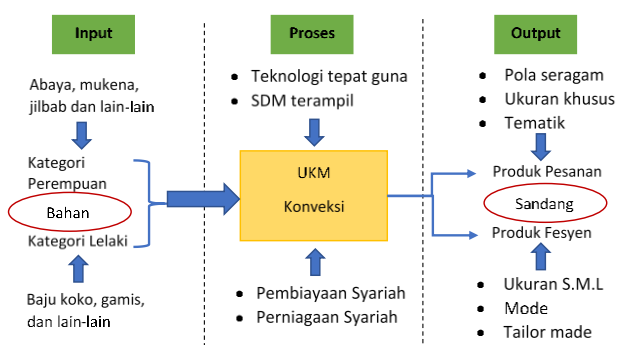 Input
Abaya, mukena,
jilbab dan lain-lain
Kategori
Perempuan
Bahan
Kategori Lelaki
Baju koko, gamis,
dan lain-lain
Proses
• Teknologi tepat guna
• SDM terampil
UKM
Konveksi
• Pembiayaan Syariah
• Perniagaan Syariah
Output
• Pola seragam
• Ukuran khusus
• Tematik
Produk Pesanan
Sandang
Produk Fesyen
• Ukuran S.M.L
• Mode
• Tailor made